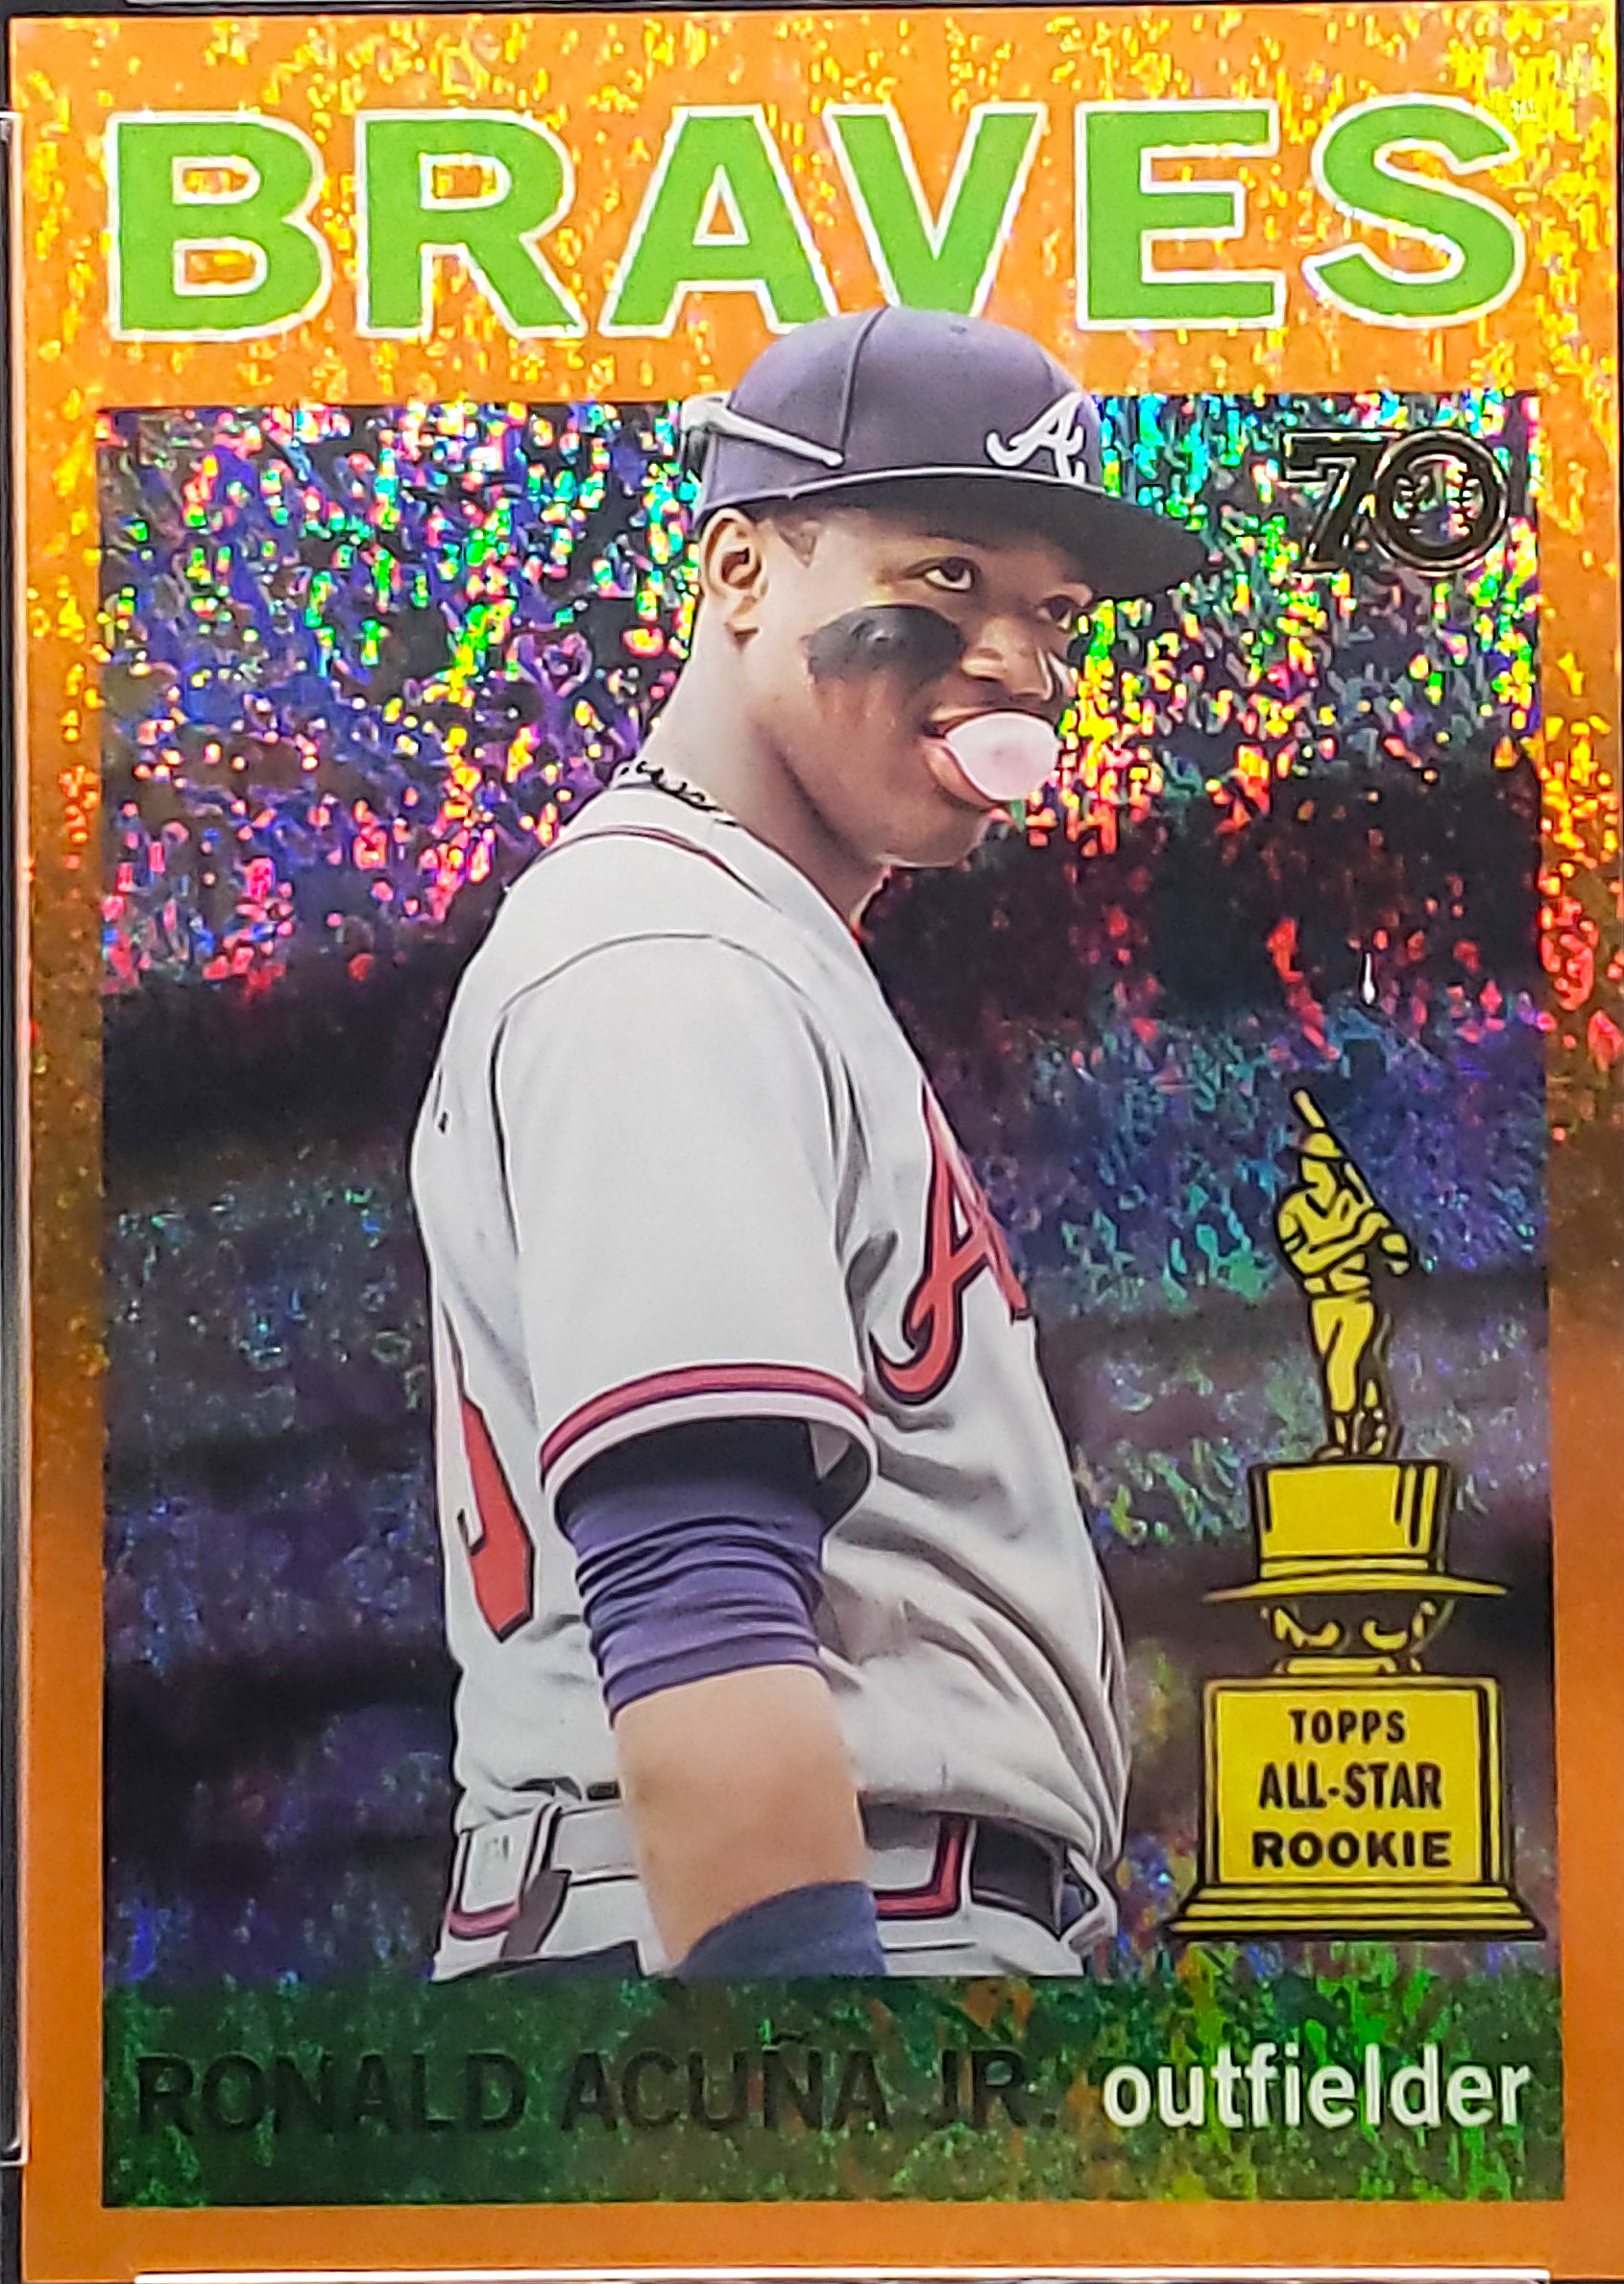 BRAVES
A
70
A
TOPPS
ALL-STAR
ROOKIE
RONALD ACUÑA JR. outfielder